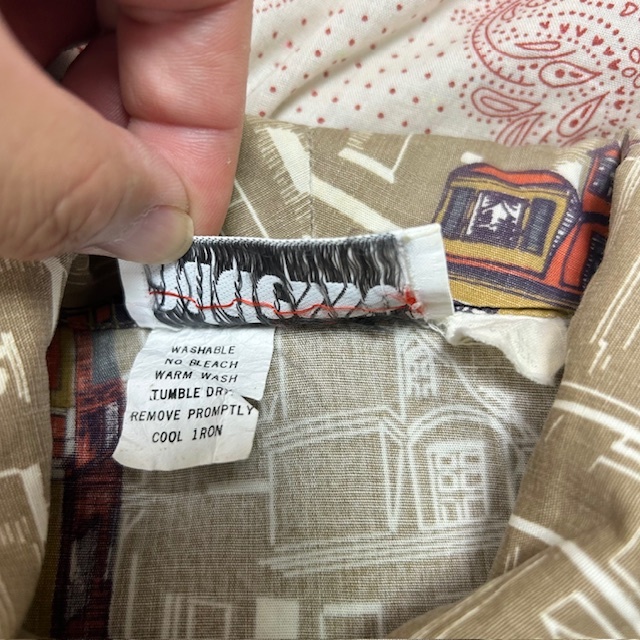 WASHABLE
NO BLEACH
WARM WASH
TUMBLE DRY
REMOVE PROMPTLY
COOL IRON